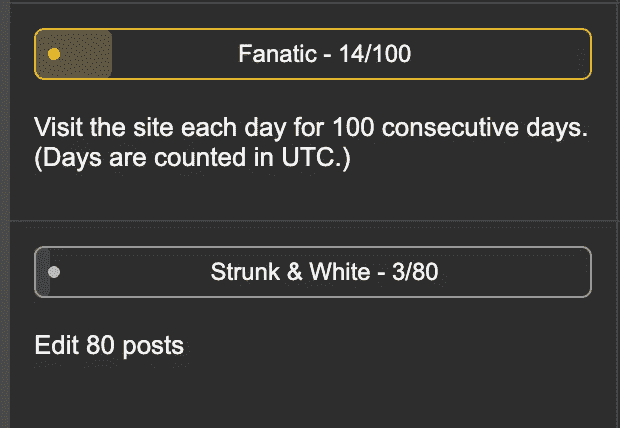 Fanatic - 14/100
Visit the site each day for 100 consecutive days.
(Days are counted in UTC.)
Strunk & White - 3/80
Edit 80 posts